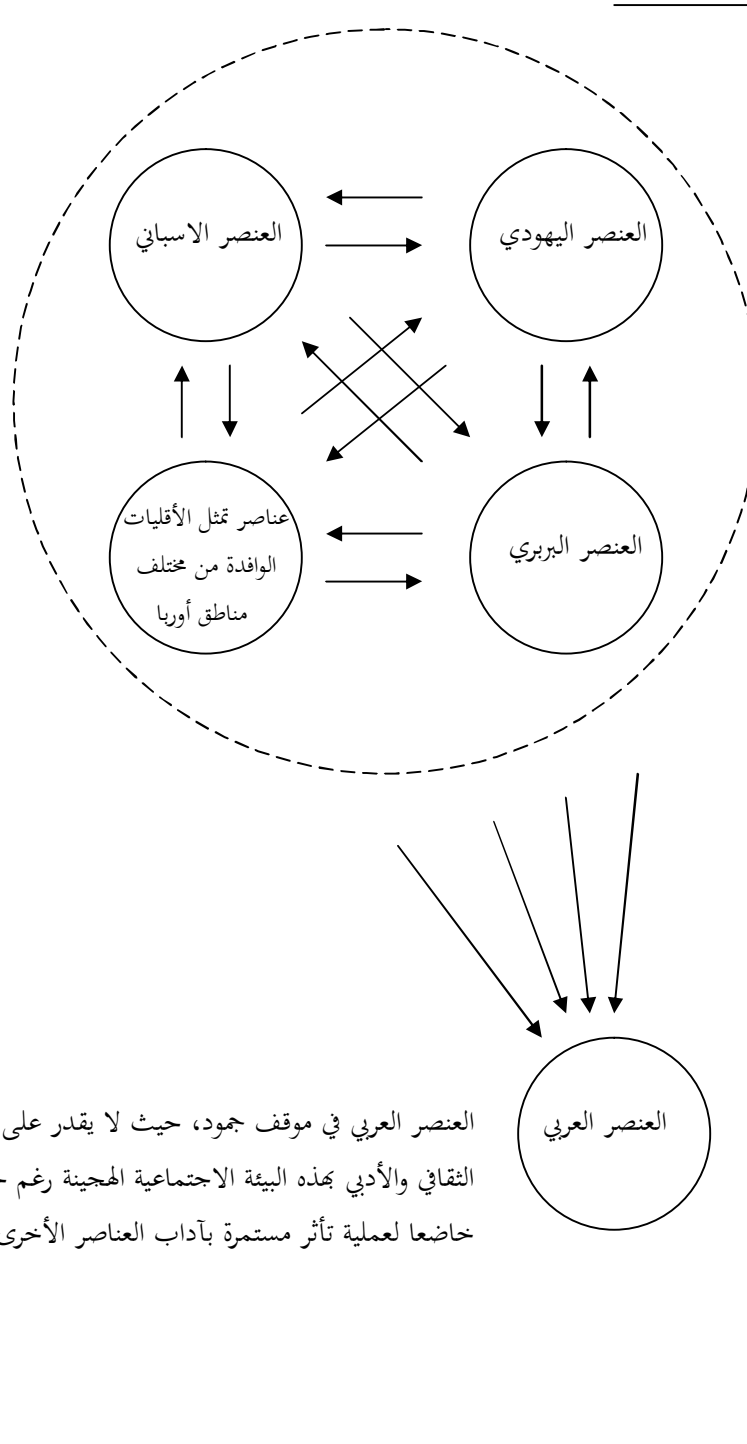 العنصر اليهودي
العنصر الاسباني
العنصر البربري
عناصر تمثل الأقليات
الوافدة من مختلف
مناطق أوربا
العنصر العربي
العنصر العربي في موقف جمود، حيث لا يقدر على
الثقافي والأدبي بهذه البيئة الاجتماعية الهجينة رغم
خاضعا لعملية تأثر مستمرة بآداب العناصر الأخرى